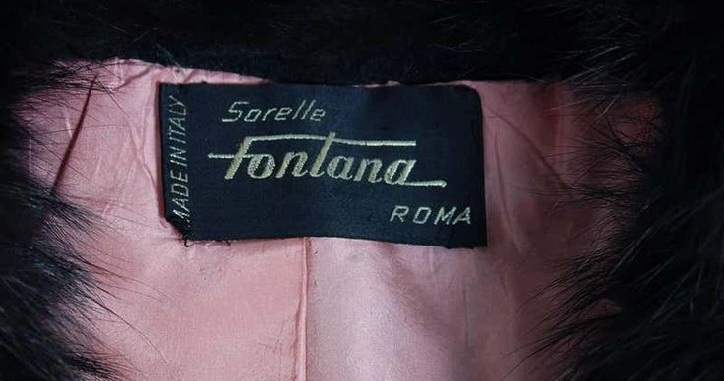 Sorelle
Fontana
ROMA
MADE IN ITALY